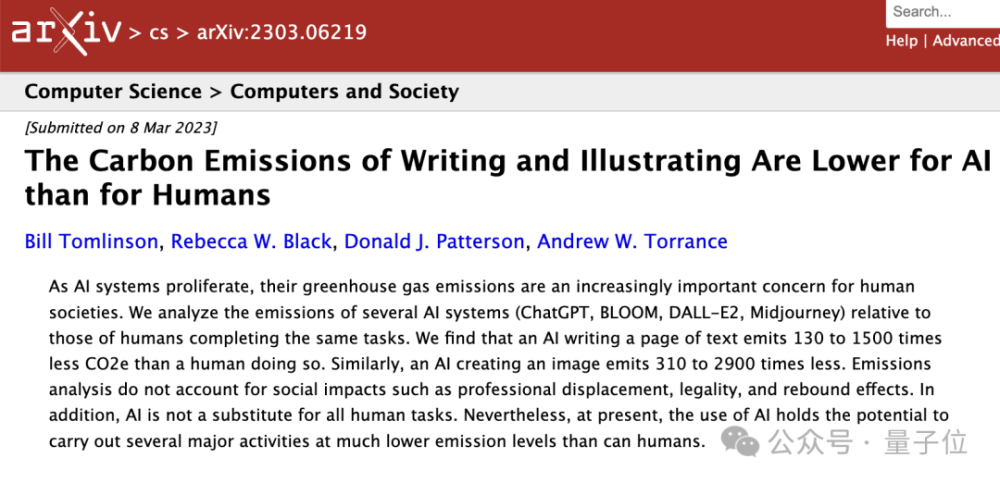 arXiv > cs > arXiv:2303.06219
Search...
Help | Advanced
Computer Science > Computers and Society
[Submitted on 8 Mar 2023]
The Carbon Emissions of Writing and Illustrating Are Lower for AI
than for Humans
Bill Tomlinson, Rebecca W. Black, Donald J. Patterson, Andrew W. Torrance
As AI systems proliferate, their greenhouse gas emissions are an increasingly important concern for human
societies. We analyze the emissions of several AI systems (ChatGPT, BLOOM, DALL-E2, Midjourney) relative to
those of humans completing the same tasks. We find that an AI writing a page of text emits 130 to 1500 times
less CO2e than a human doing so. Similarly, an AI creating an image emits 310 to 2900 times less. Emissions
analysis do not account for social impacts such as professional displacement, legality, and rebound effects. In
addition, AI is not a substitute for all human tasks. Nevertheless, at present, the use of AI holds the potential to
carry out several major activities at much lower emission levels than can humans.
公众号 · 量子位